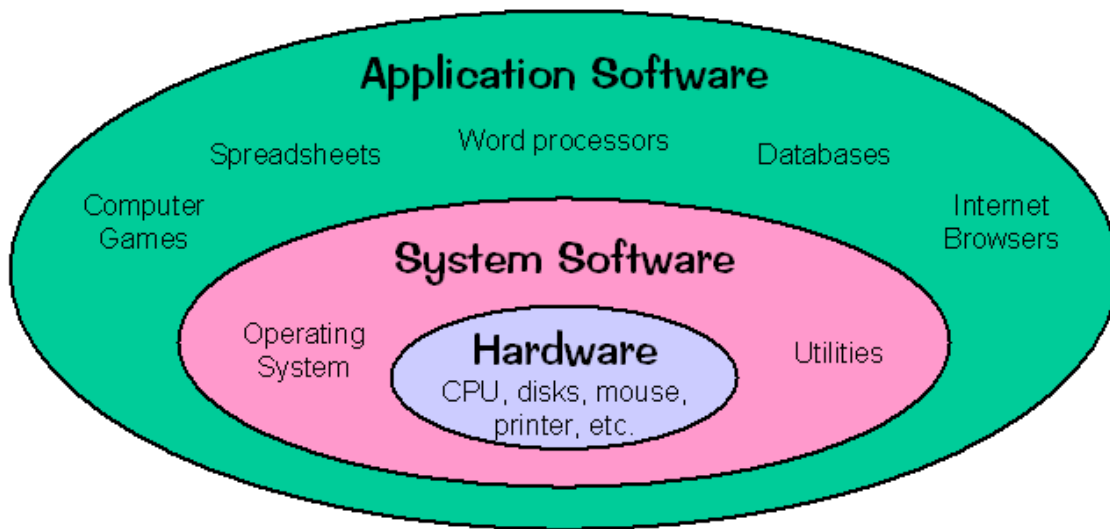 Application Software
Word processors
Spreadsheets
Databases
Computer
Games
Internet
Browsers
System Software
Operating
System
Utilities
Hardware
CPU, disks, mouse,
printer, etc.